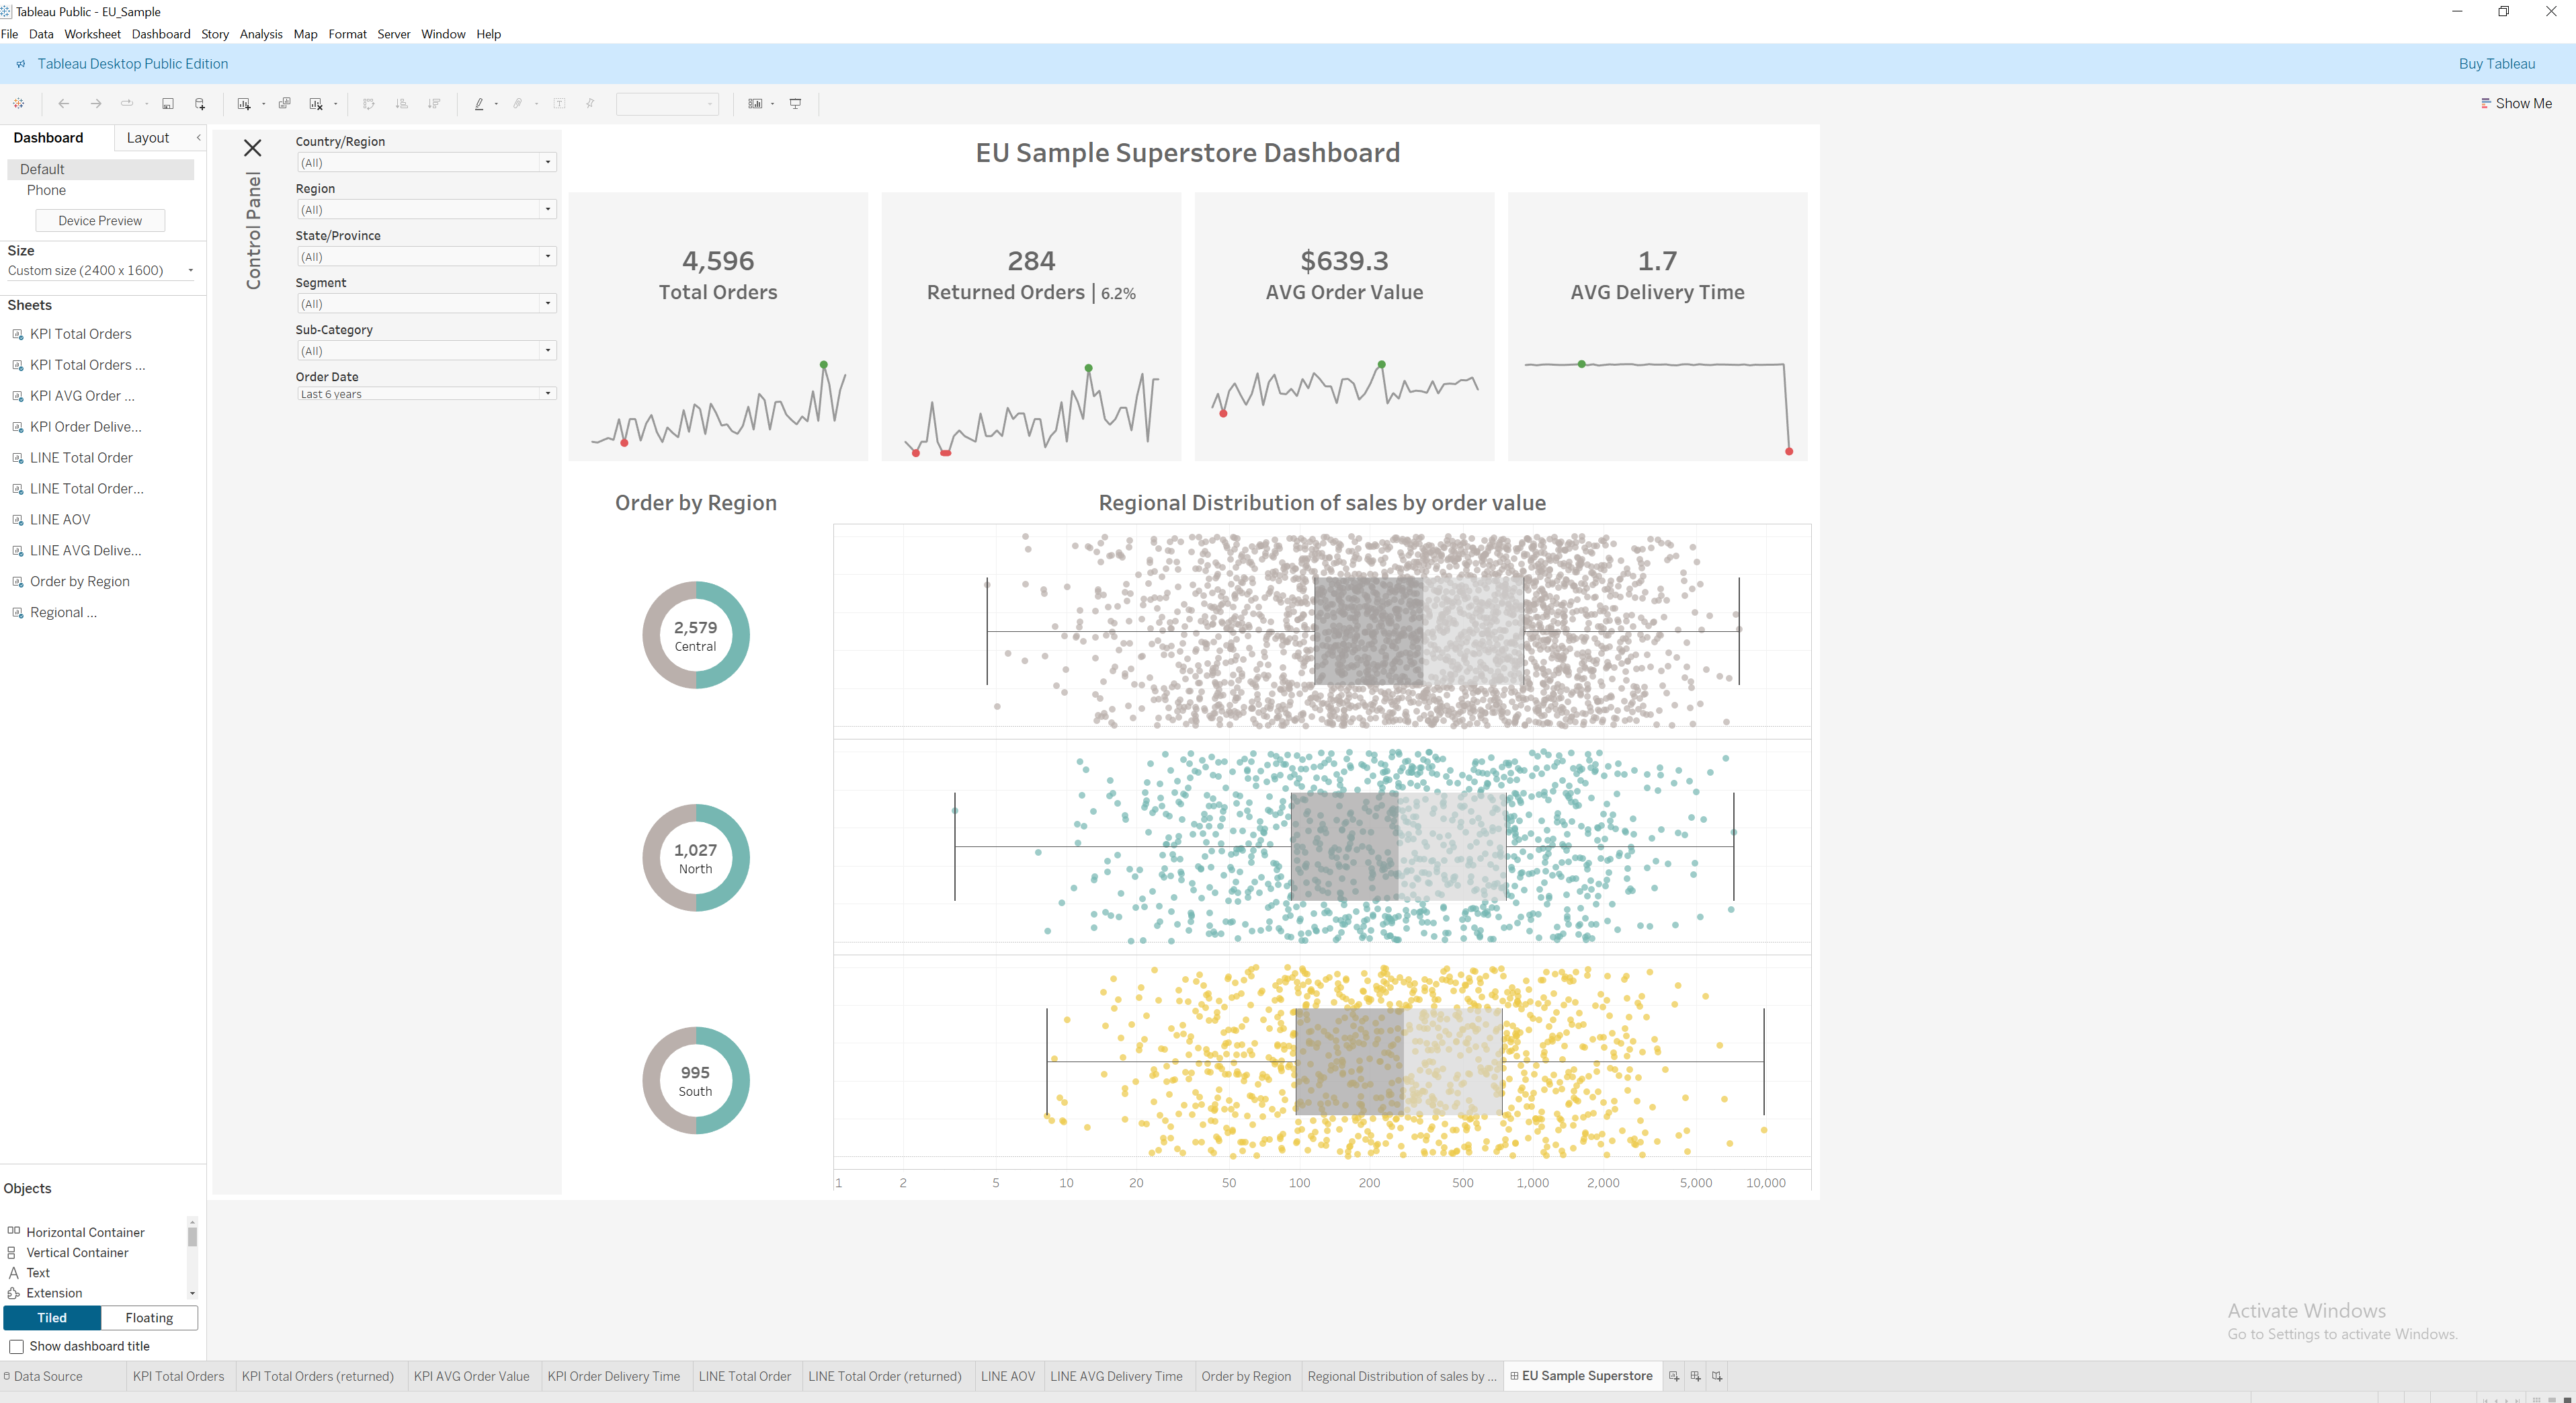 Tableau Public - EU_Sample
File Data Worksheet Dashboard Story Analysis Map Format Server Window Help
Tableau Desktop Public Edition
Buy Tableau
Show Me
Dashboard Layout
Default
Phone
Device Preview
Size
Custom size (2400 x 1600)
Sheets
KPI Total Orders
KPI Total Orders ...
KPI AVG Order ...
KPI Order Delive...
LINE Total Order
LINE Total Order...
LINE AOV
LINE AVG Delive...
Order by Region
Regional ...
Objects
Horizontal Container
Vertical Container
Text
Extension
Tiled Floating
Show dashboard title
Control Panel
Country/Region
(All)
Region
(All)
State/Province
(All)
Segment
(All)
Sub-Category
(All)
Order Date
Last 6 years
EU Sample Superstore Dashboard
4,596
Total Orders
284
Returned Orders | 6.2%
$639.3
AVG Order Value
1.7
AVG Delivery Time
Order by Region
2,579
Central
1,027
North
995
South
Regional Distribution of sales by order value
1 2 5 10 20 50 100 200 500 1,000 2,000 5,000 10,000
Activate Windows
Go to Settings to activate Windows.
Data Source KPI Total Orders KPI Total Orders (returned) KPI AVG Order Value KPI Order Delivery Time LINE Total Order LINE Total Order (returned) LINE AOV LINE AVG Delivery Time Order by Region Regional Distribution of sales by ... EU Sample Superstore